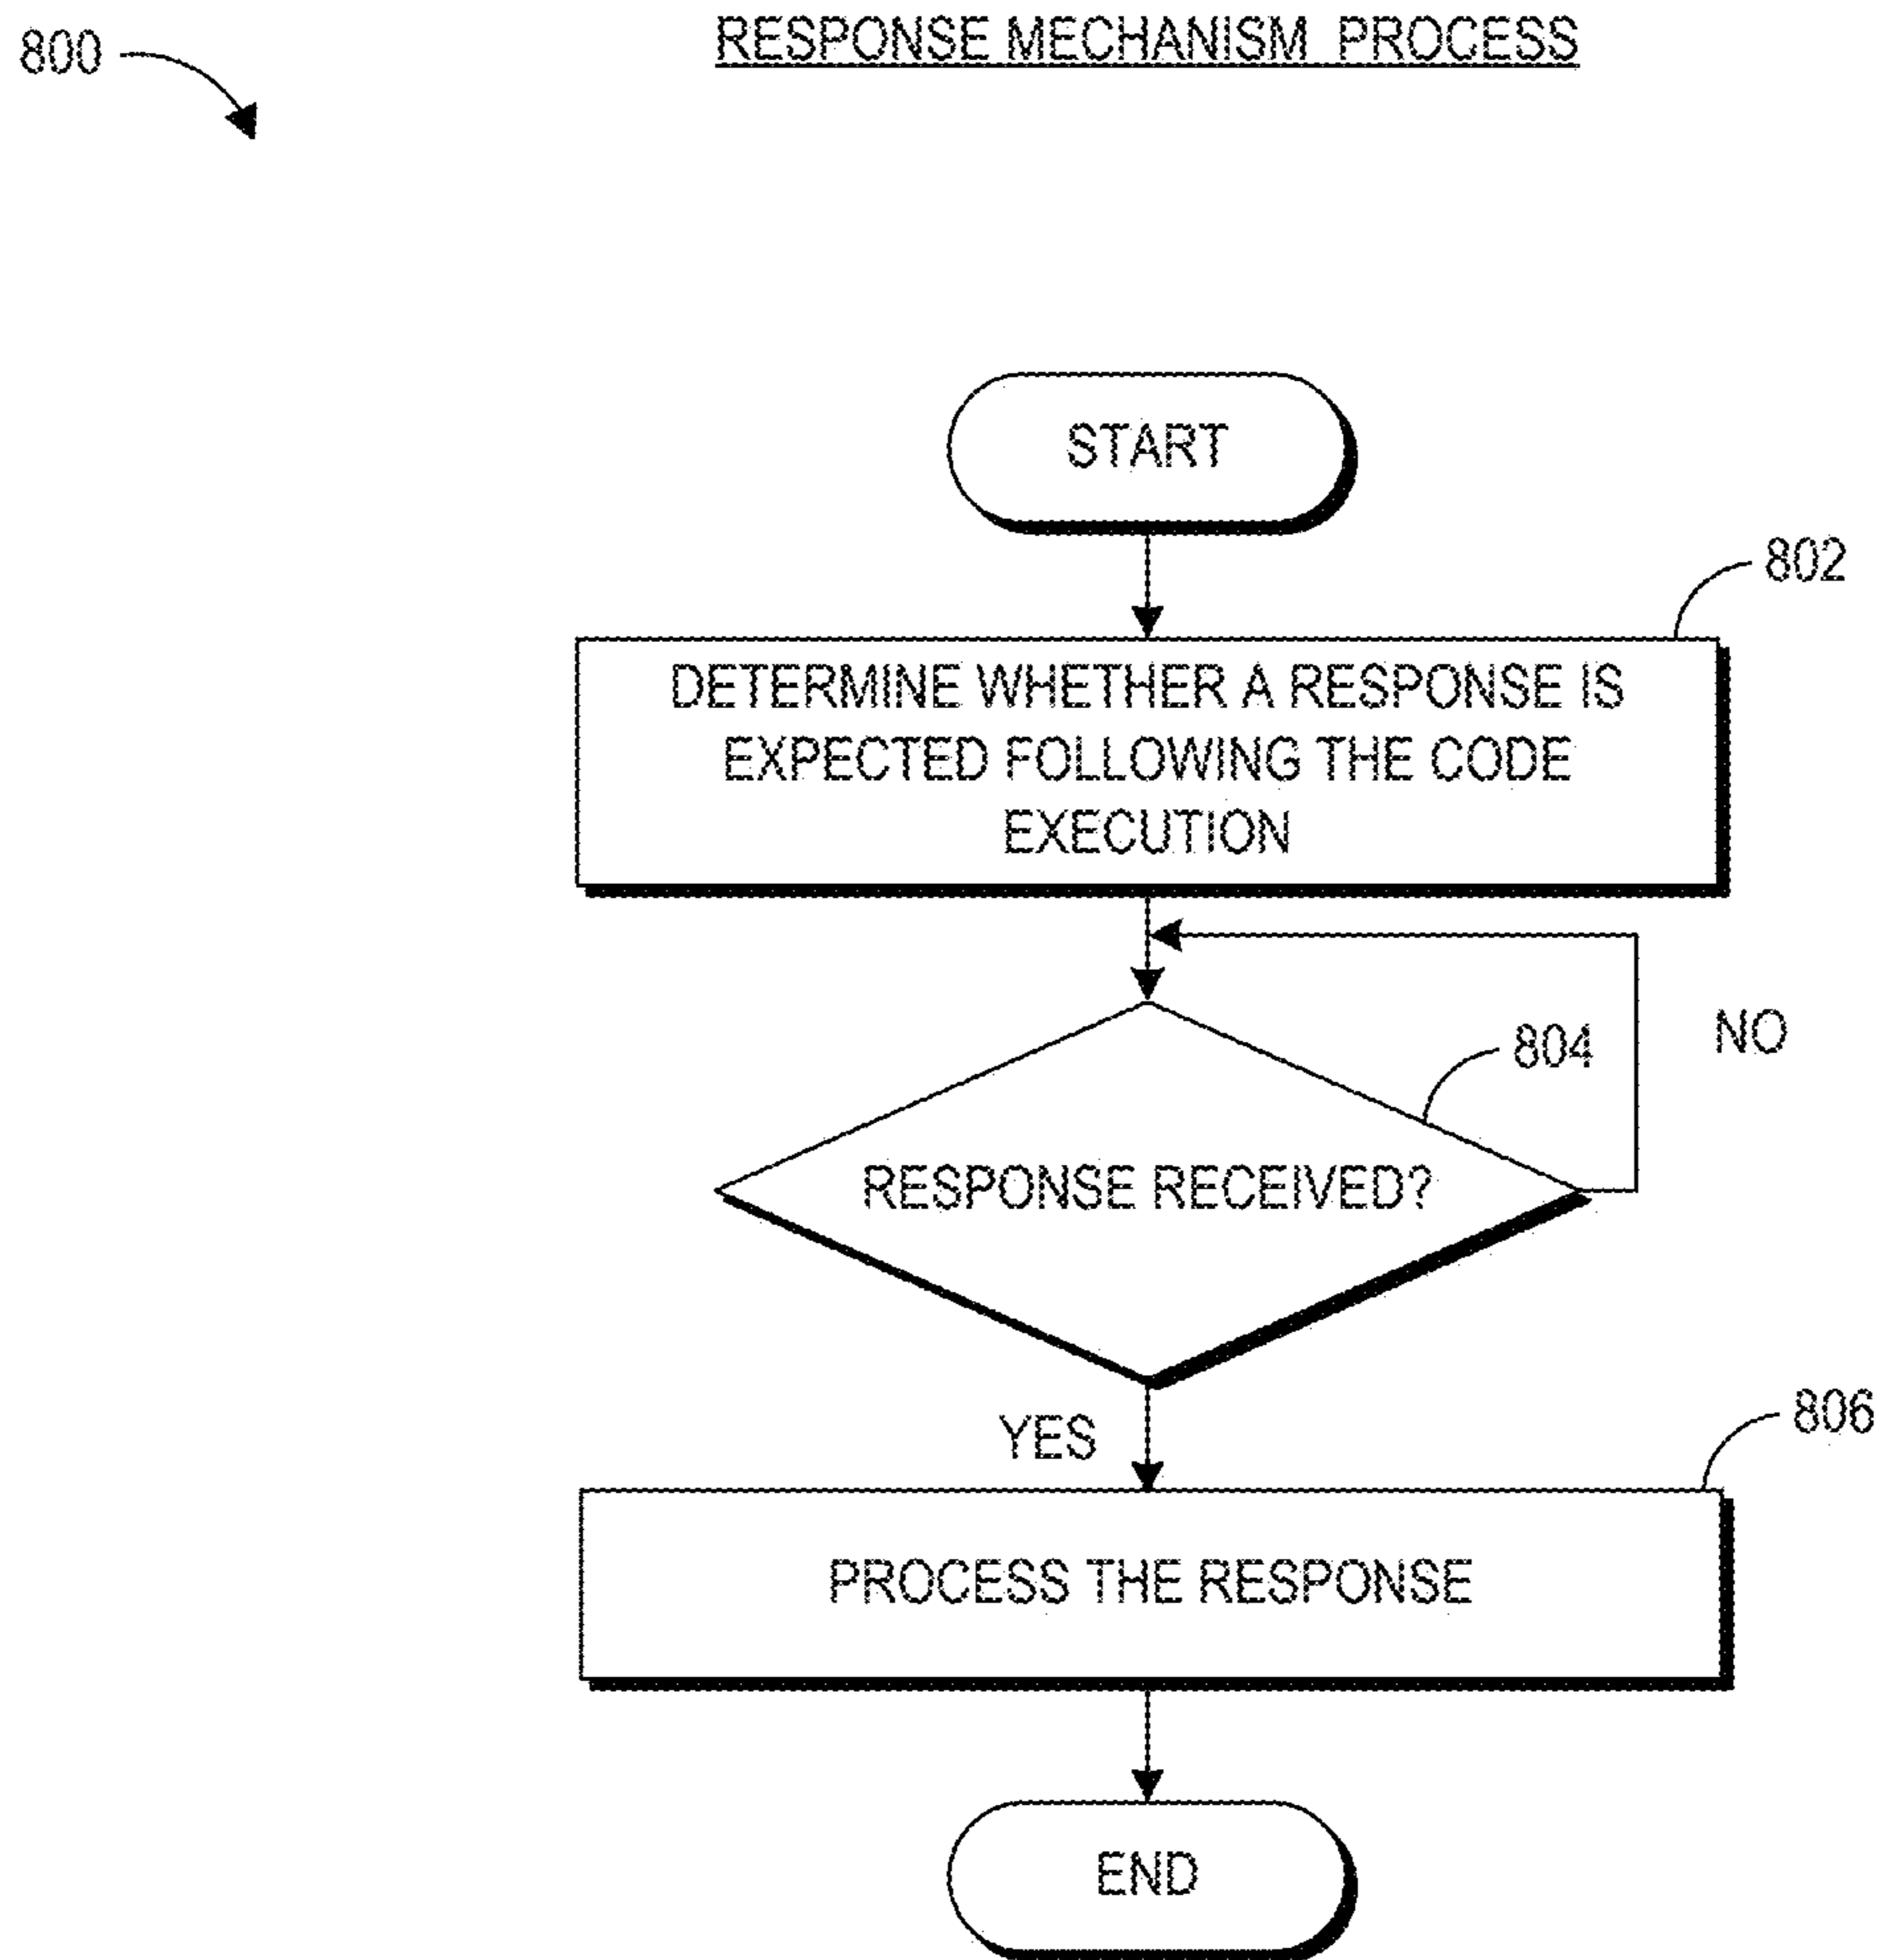 800
RESPONSE MECHANISM PROCESS
START
802
DETERMINE WHETHER A RESPONSE IS
EXPECTED FOLLOWING THE CODE
EXECUTION
NO
804
RESPONSE RECEIVED?
YES
806
PROCESS THE RESPONSE
END